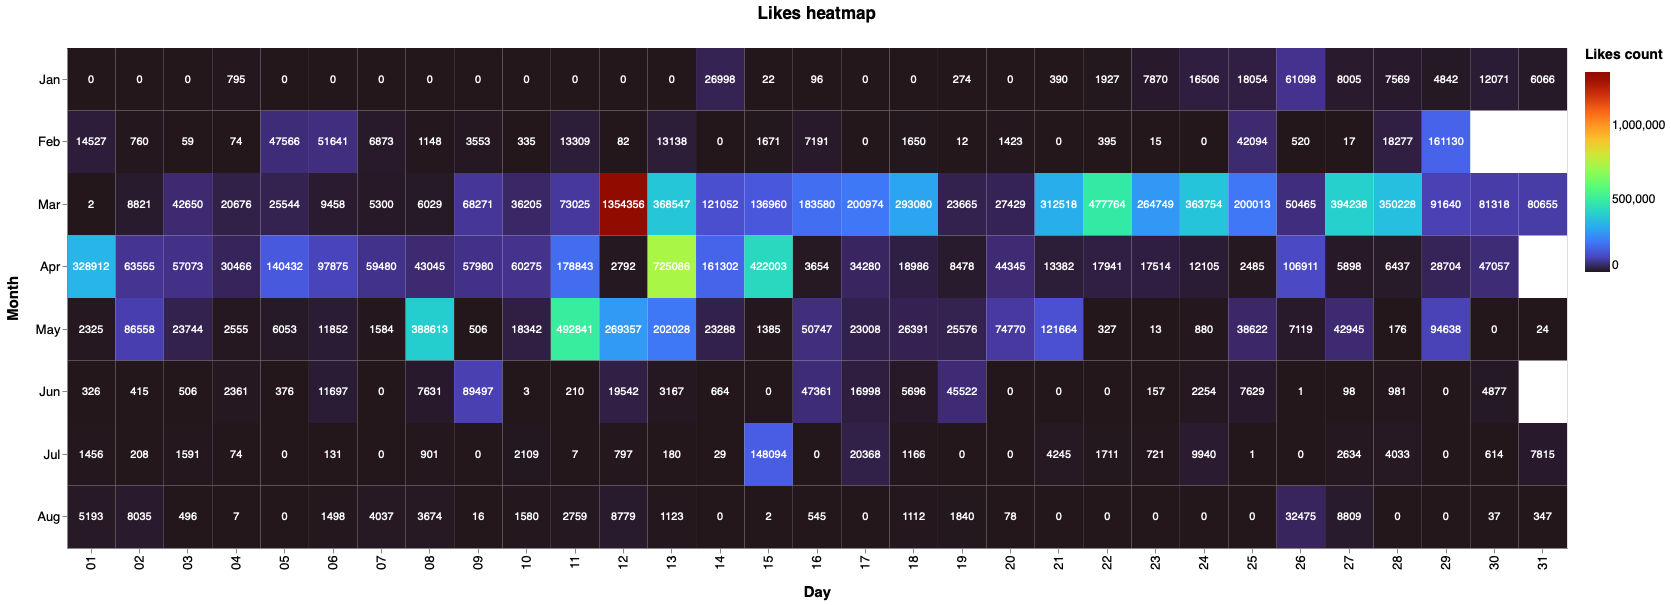 Likes heatmap
Likes count
1,000,000
500,000
0
Month
Jan 0 0 0 795 0 0 0 0 0 0 0 0 0 26998 22 96 0 0 274 0 390 1927 7870 16506 18054 61098 8005 7569 4842 12071 6066
Feb 14527 760 59 74 47566 51641 6873 1148 3553 335 13309 82 13138 0 1671 7191 0 1650 12 1423 0 395 15 0 42094 520 17 18277 161130
Mar 2 8821 42650 20676 25544 9458 5300 6029 68271 36205 73025 1354356 368547 121052 136960 183580 200974 293080 23665 27429 312518 477764 264749 363754 200013 50465 394238 350228 91640 81318 80655
Apr 328912 63555 57073 30466 140432 97875 59480 43045 57980 60275 178843 2792 725086 161302 422003 3654 34280 18986 8478 44345 13382 17941 17514 12105 2485 106911 5898 6437 28704 47057
May 2325 86558 23744 2555 6053 11852 1584 388613 506 18342 492841 269357 202028 23288 1385 50747 23008 26391 25576 74770 121664 327 13 880 38622 7119 42945 176 94638 0 24
Jun 326 415 506 2361 376 11697 0 7631 89497 3 210 19542 3167 664 0 47361 16998 5696 45522 0 0 0 157 2254 7629 1 98 981 0 4877
Jul 1456 208 1591 74 0 131 0 901 0 2109 7 797 180 29 148094 0 20368 1166 0 0 4245 1711 721 9940 1 0 2634 4033 0 614 7815
Aug 5193 8035 496 7 0 1498 4037 3674 16 1580 2759 8779 1123 0 2 545 0 1112 1840 78 0 0 0 0 0 32475 8809 0 0 37 347
01 02 03 04 05 06 07 08 09 10 11 12 13 14 15 16 17 18 19 20 21 22 23 24 25 26 27 28 29 30 31
Day